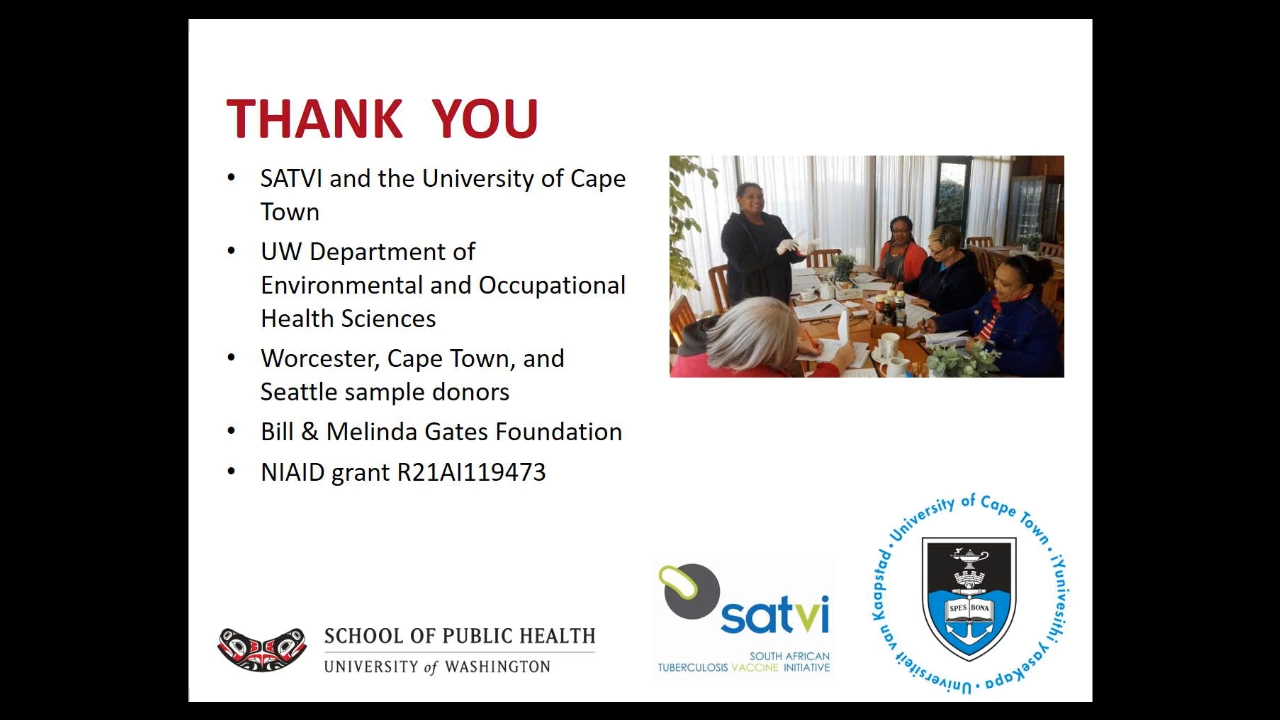 THANK YOU
• SATVI and the University of Cape
Town
• UW Department of
Environmental and Occupational
Health Sciences
• Worcester, Cape Town, and
Seattle sample donors
• Bill & Melinda Gates Foundation
• NIAID grant R21AI119473
SCHOOL OF PUBLIC HEALTH
UNIVERSITY of WASHINGTON
satvi
SOUTH AFRICAN
TUBERCULOSIS VACCINE INITIATIVE
University of Cape Town · iYunivesithi yaseKapa · Universiteit van Kaapstad ·
SPES BONA